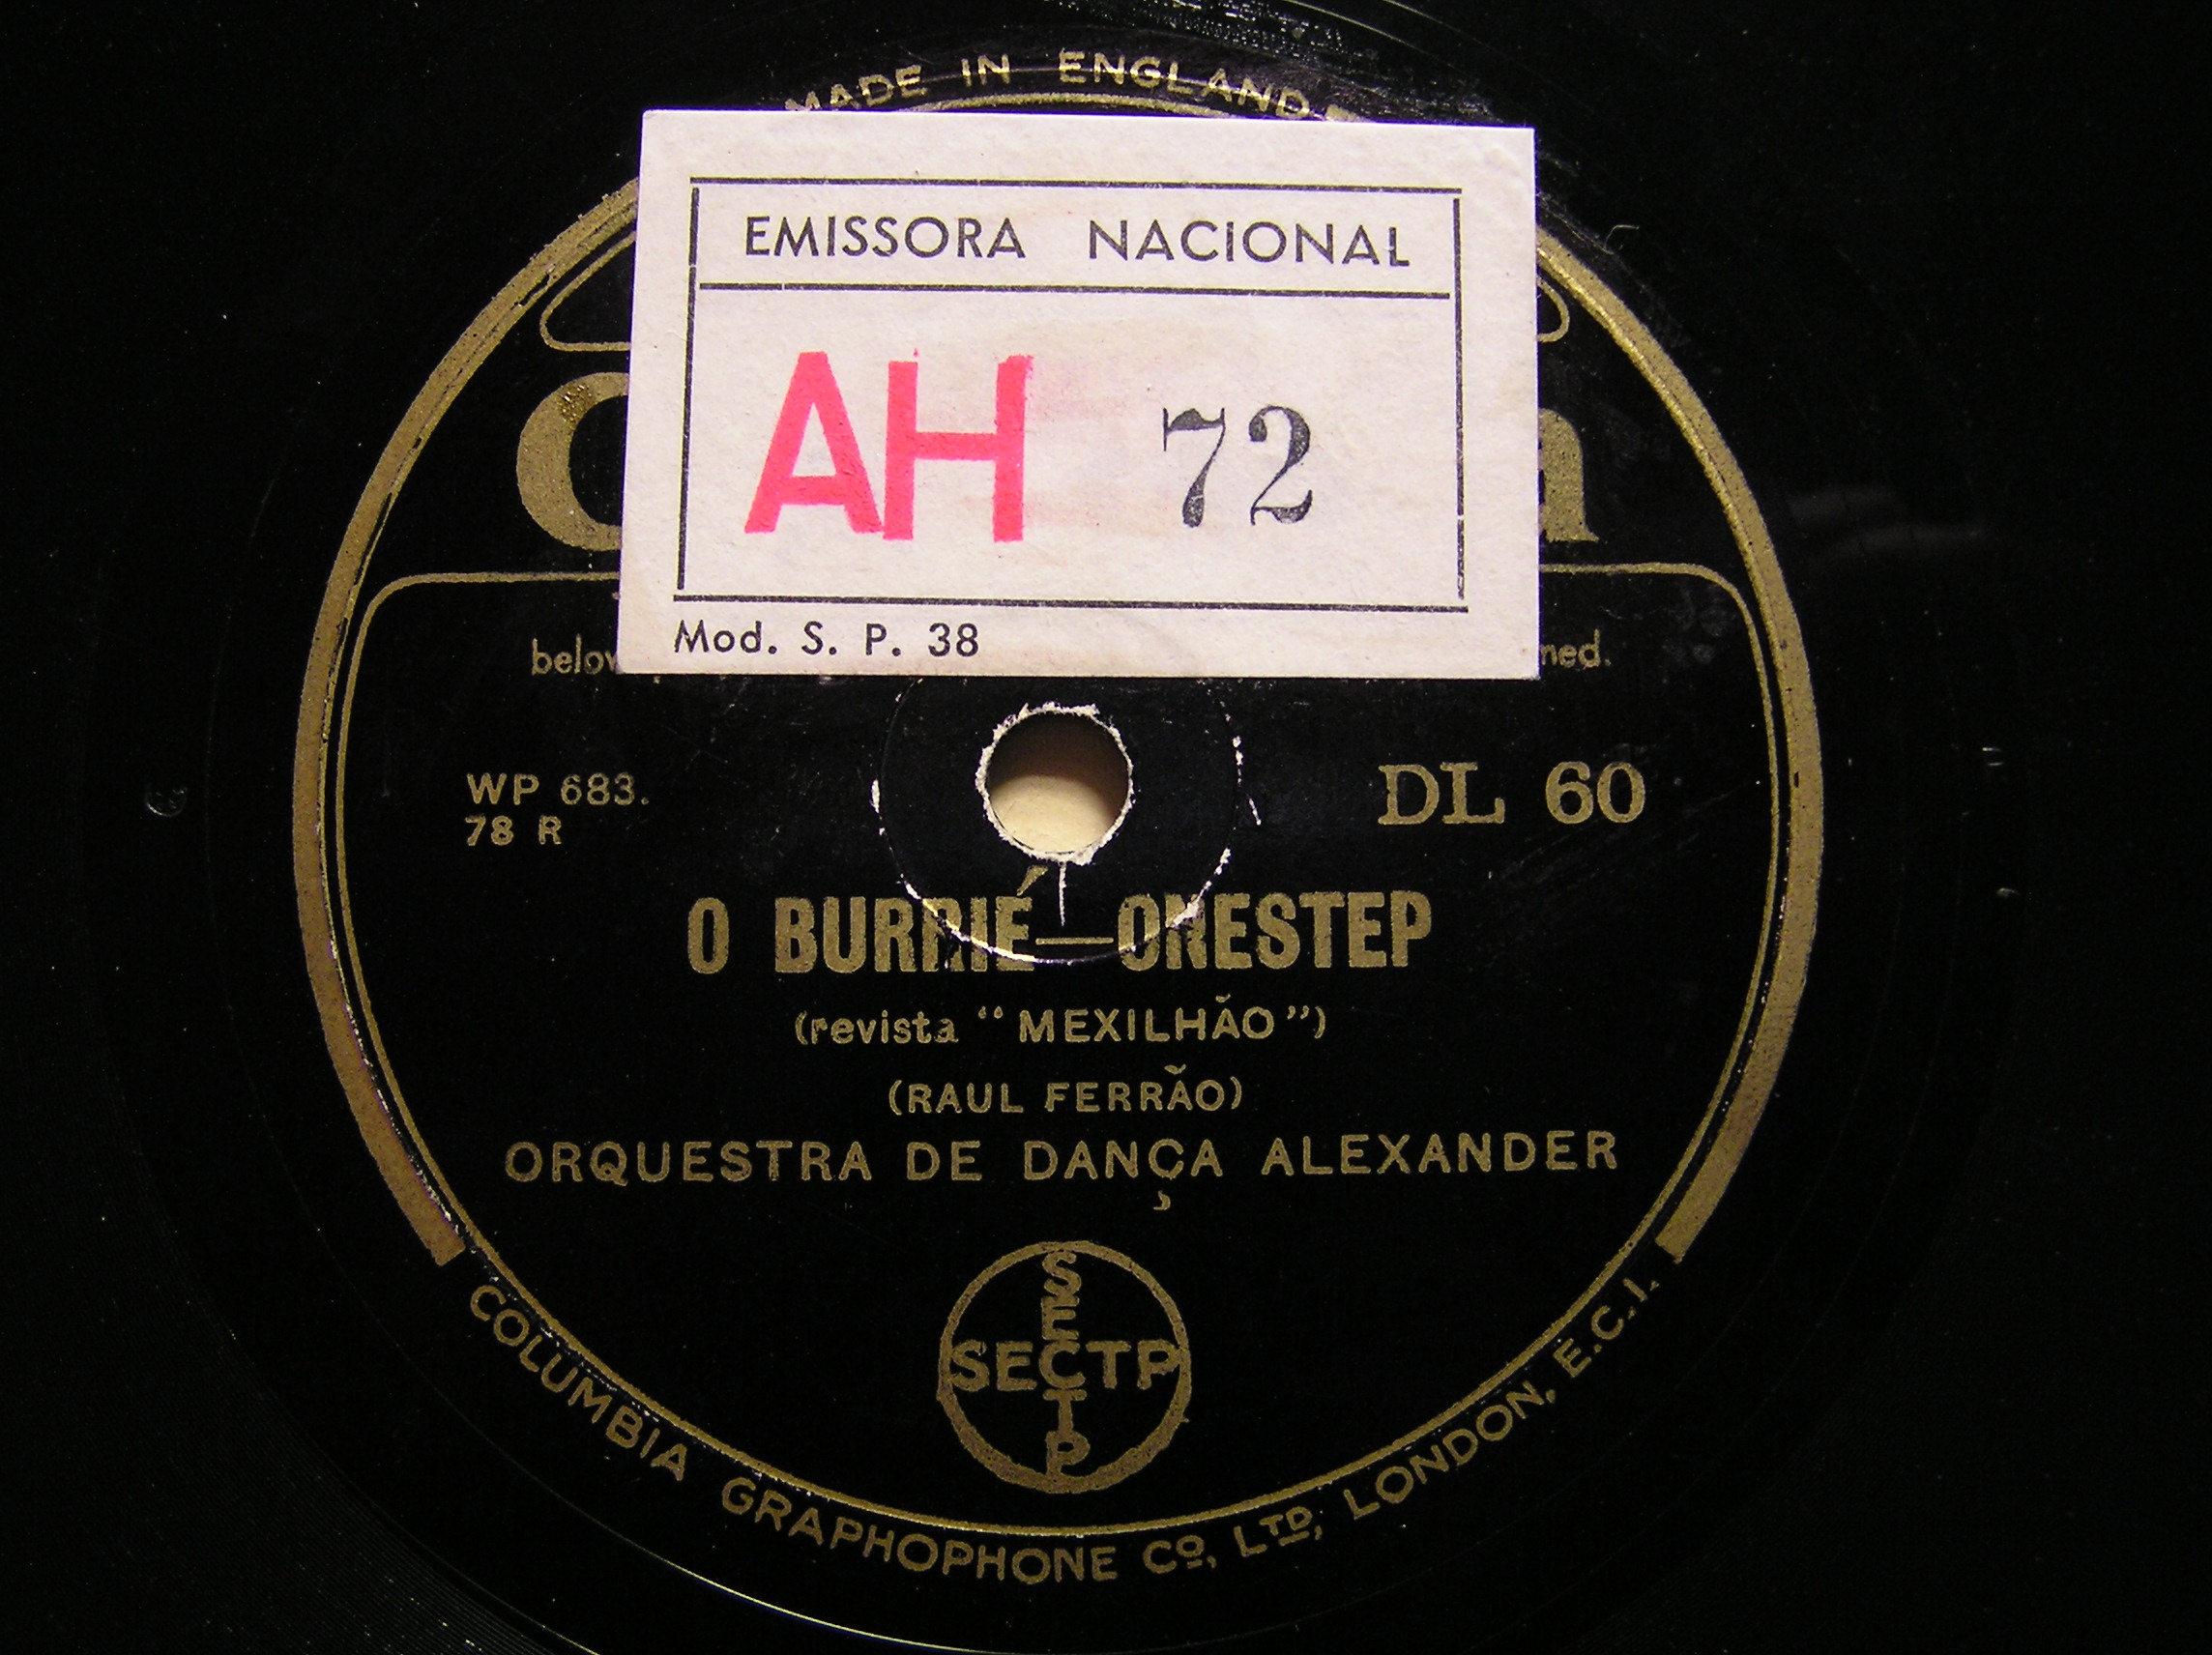 MADE IN ENGLAND
EMISSORA NACIONAL
AH 72
Mod. S. P. 38
WP 683.
78 R
DL 60
O BURRIÉ—ONESTEP
(revista "MEXILHÃO")
(RAUL FERRÃO)
ORQUESTRA DE DANÇA ALEXANDER
SECTP
SECTP
COLUMBIA GRAPHOPHONE Co, LTD, LONDON, E.C.1.